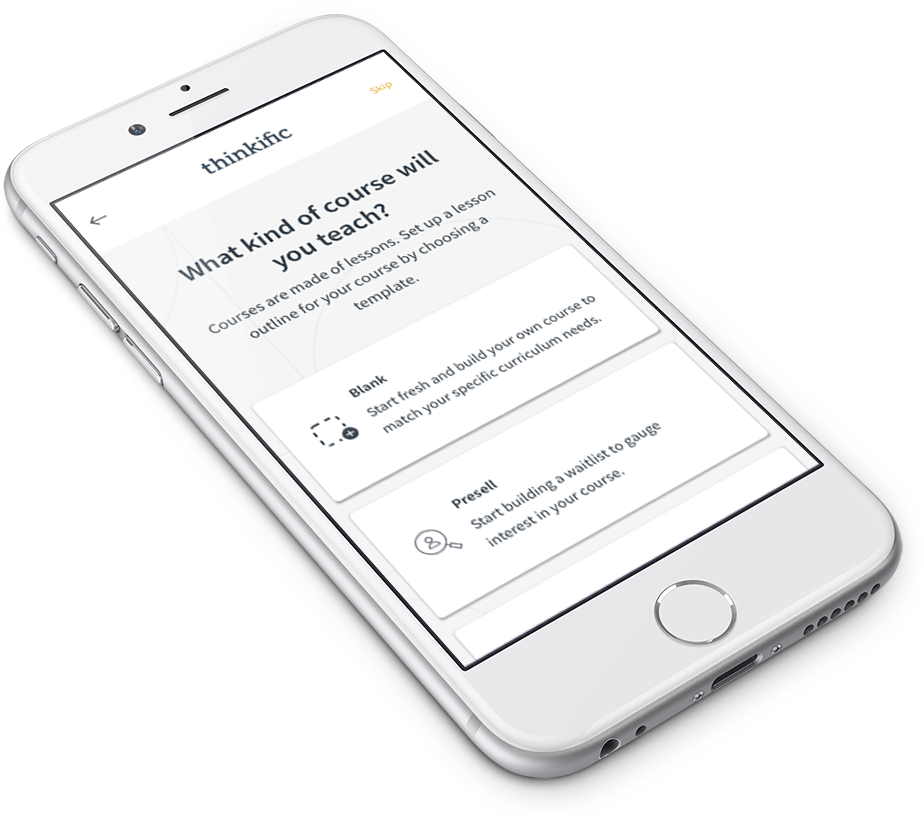 Skip
thinkific
What kind of course will
you teach?
Courses are made of lessons. Set up a lesson
outline for your course by choosing a
template.
Blank
Start fresh and build your own course to
match your specific curriculum needs.
Presell
Start building a waitlist to gauge
interest in your course.